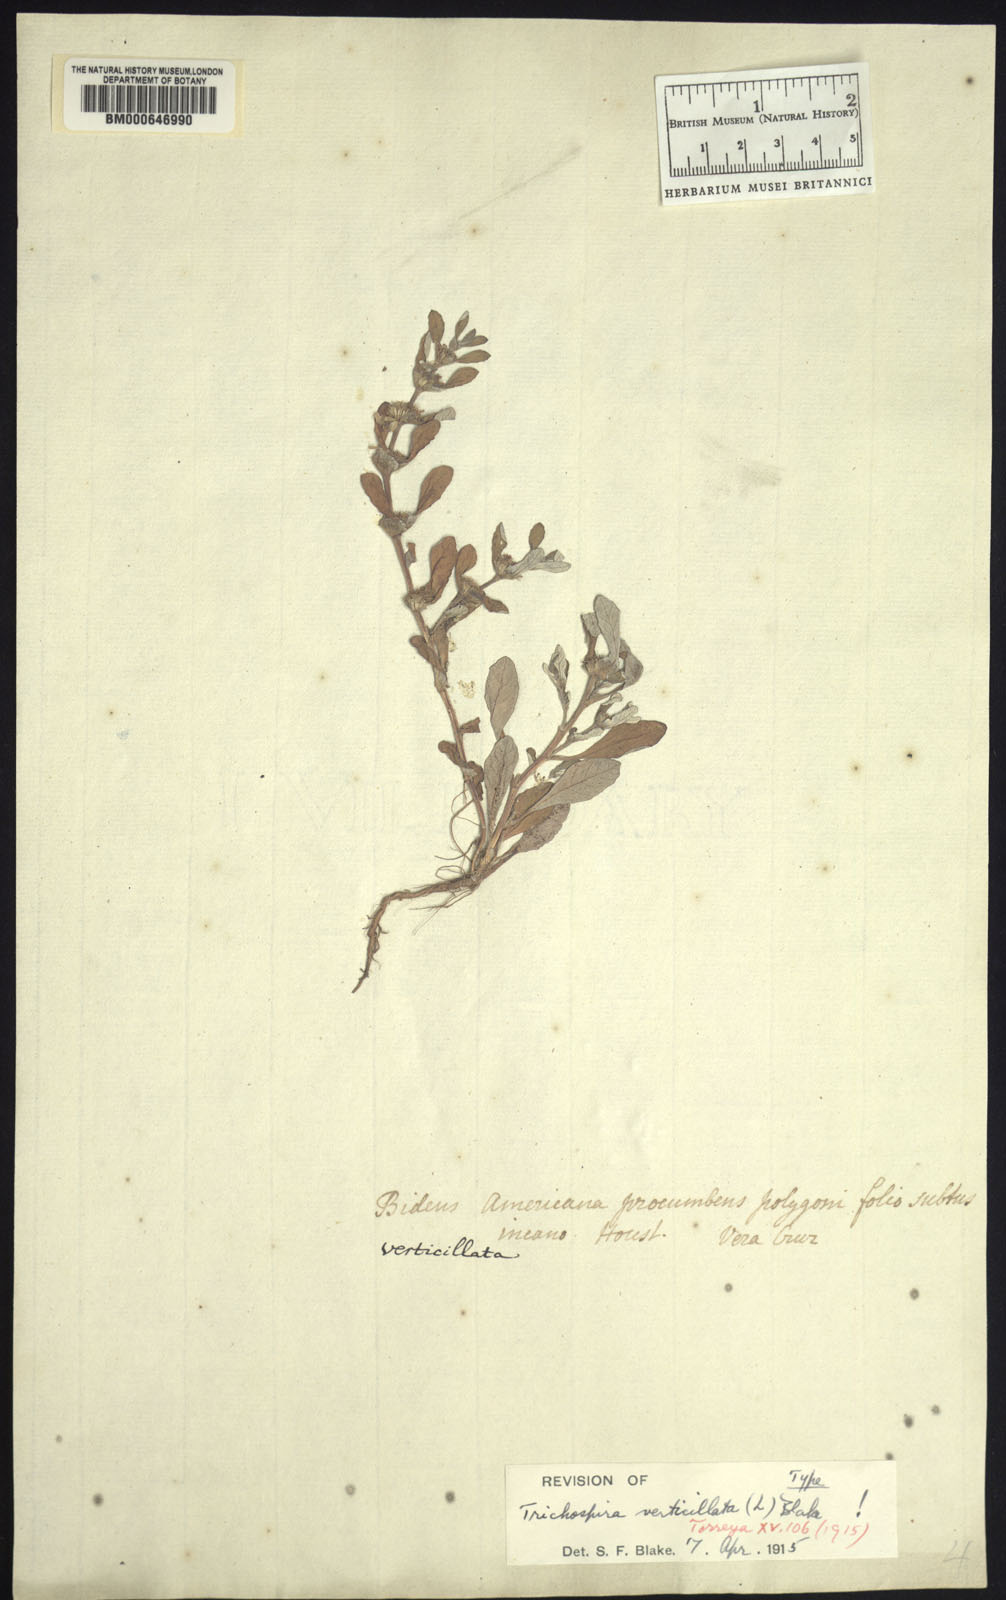 THE NATURAL HISTORY MUSEUM, LONDON
DEPARTMEMT OF BOTANY
BM000646990
1 2
BRITISH MUSEUM (NATURAL HISTORY)
1 2 3 4 5
HERBARIUM MUSEI BRITANNICI
Bidens Americana procumbens polygoni folio subtus
incano. Houst. Vera Cruz
verticillata
REVISION OF Type
Trichospira verticillata (L) Blake !
Torreya XV. 106 (1915)
Det. S. F. Blake. 7. Apr. 1915
4